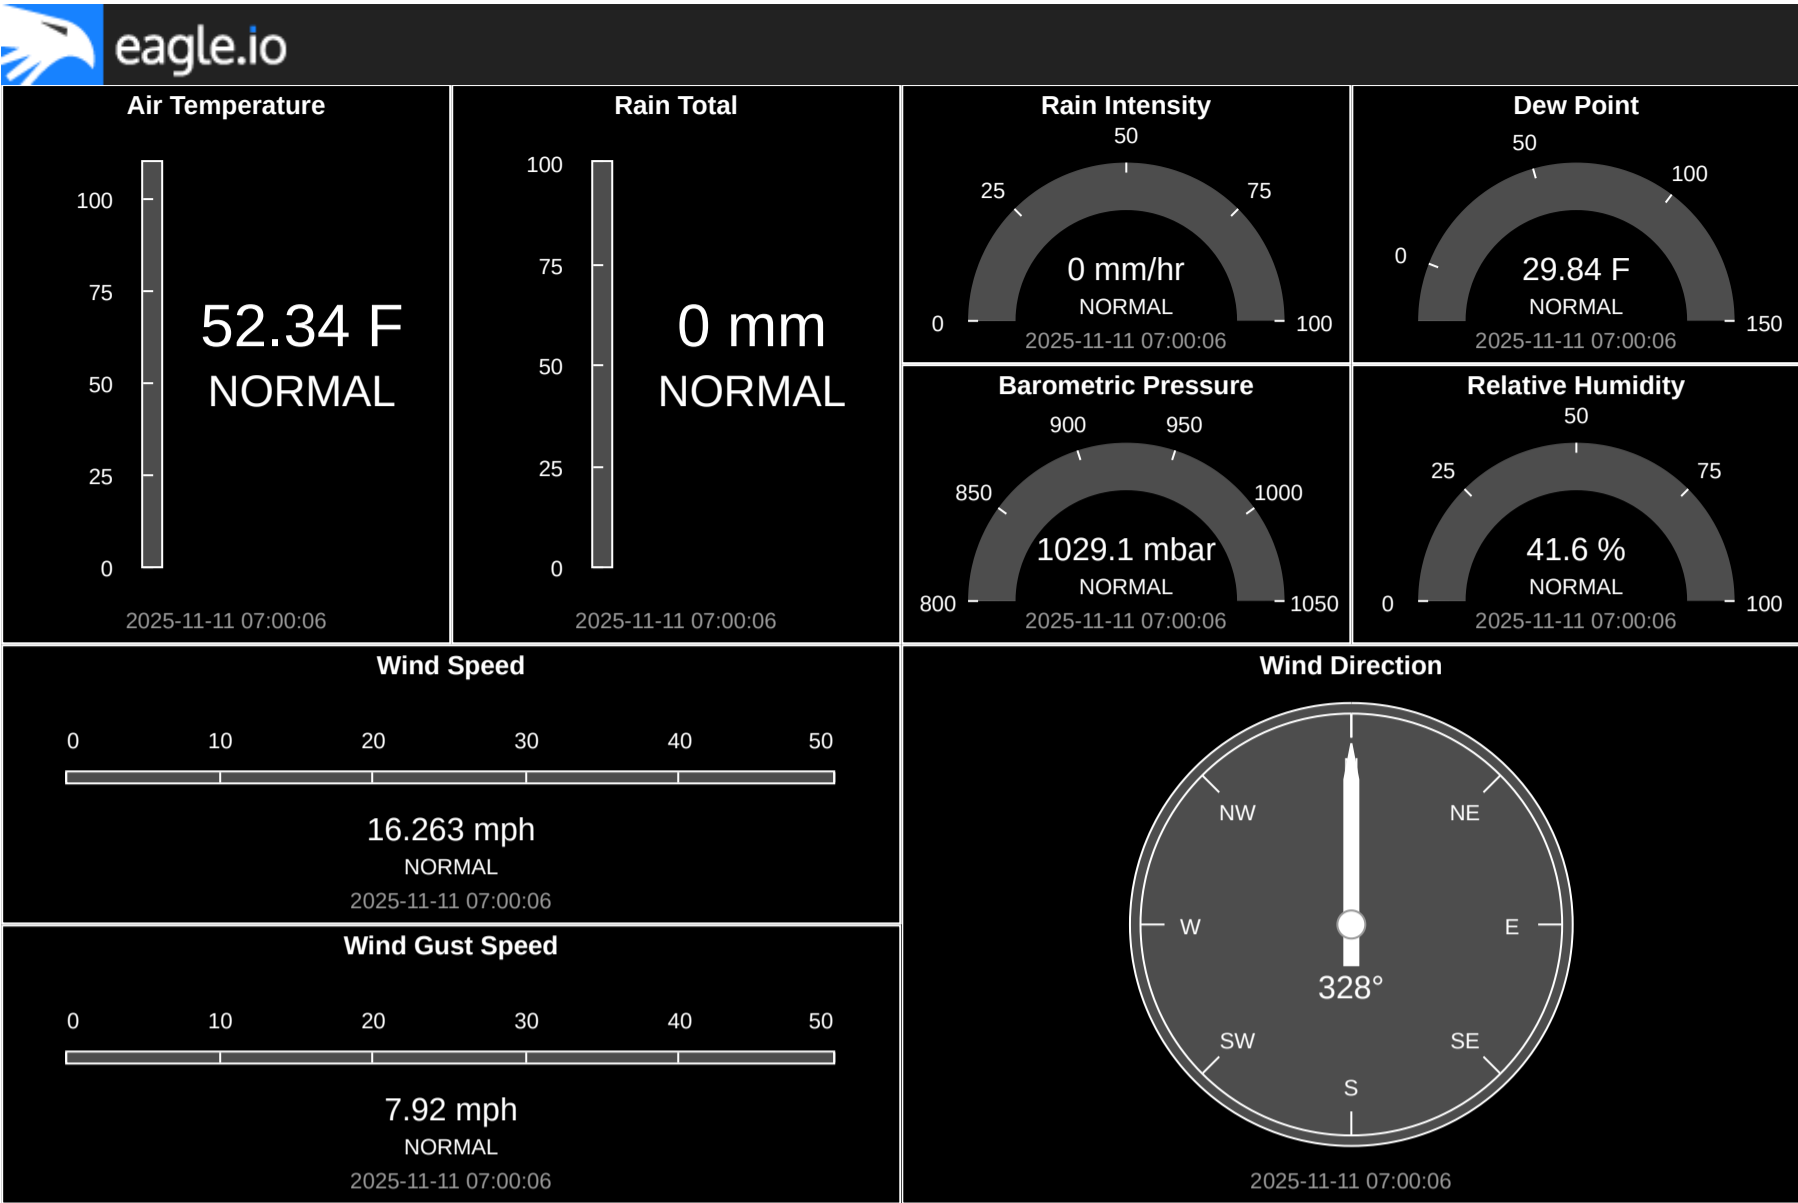 eagle.io
Air Temperature
100
75
50
25
0
52.34 F
NORMAL
2025-11-11 07:00:06
Rain Total
100
75
50
25
0
0 mm
NORMAL
2025-11-11 07:00:06
Rain Intensity
0
25
50
75
100
0 mm/hr
NORMAL
2025-11-11 07:00:06
Dew Point
0
50
100
150
29.84 F
NORMAL
2025-11-11 07:00:06
Barometric Pressure
800
850
900
950
1000
1050
1029.1 mbar
NORMAL
2025-11-11 07:00:06
Relative Humidity
0
25
50
75
100
41.6 %
NORMAL
2025-11-11 07:00:06
Wind Speed
0 10 20 30 40 50
16.263 mph
NORMAL
2025-11-11 07:00:06
Wind Gust Speed
0 10 20 30 40 50
7.92 mph
NORMAL
2025-11-11 07:00:06
Wind Direction
NW NE
W E
328°
SW SE
S
2025-11-11 07:00:06